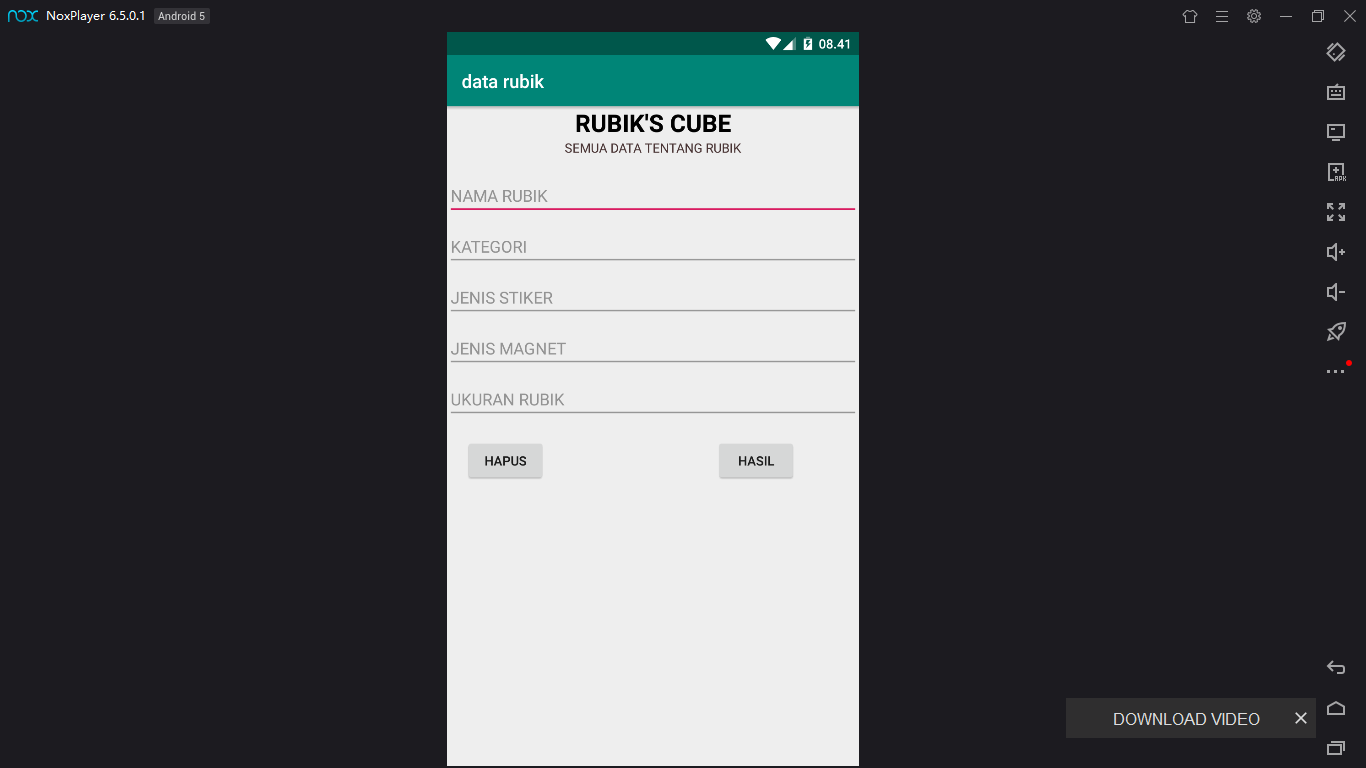 nox NoxPlayer 6.5.0.1 Android 5
08.41
data rubik
RUBIK'S CUBE
SEMUA DATA TENTANG RUBIK
NAMA RUBIK
KATEGORI
JENIS STIKER
JENIS MAGNET
UKURAN RUBIK
HAPUS HASIL
APK
DOWNLOAD VIDEO